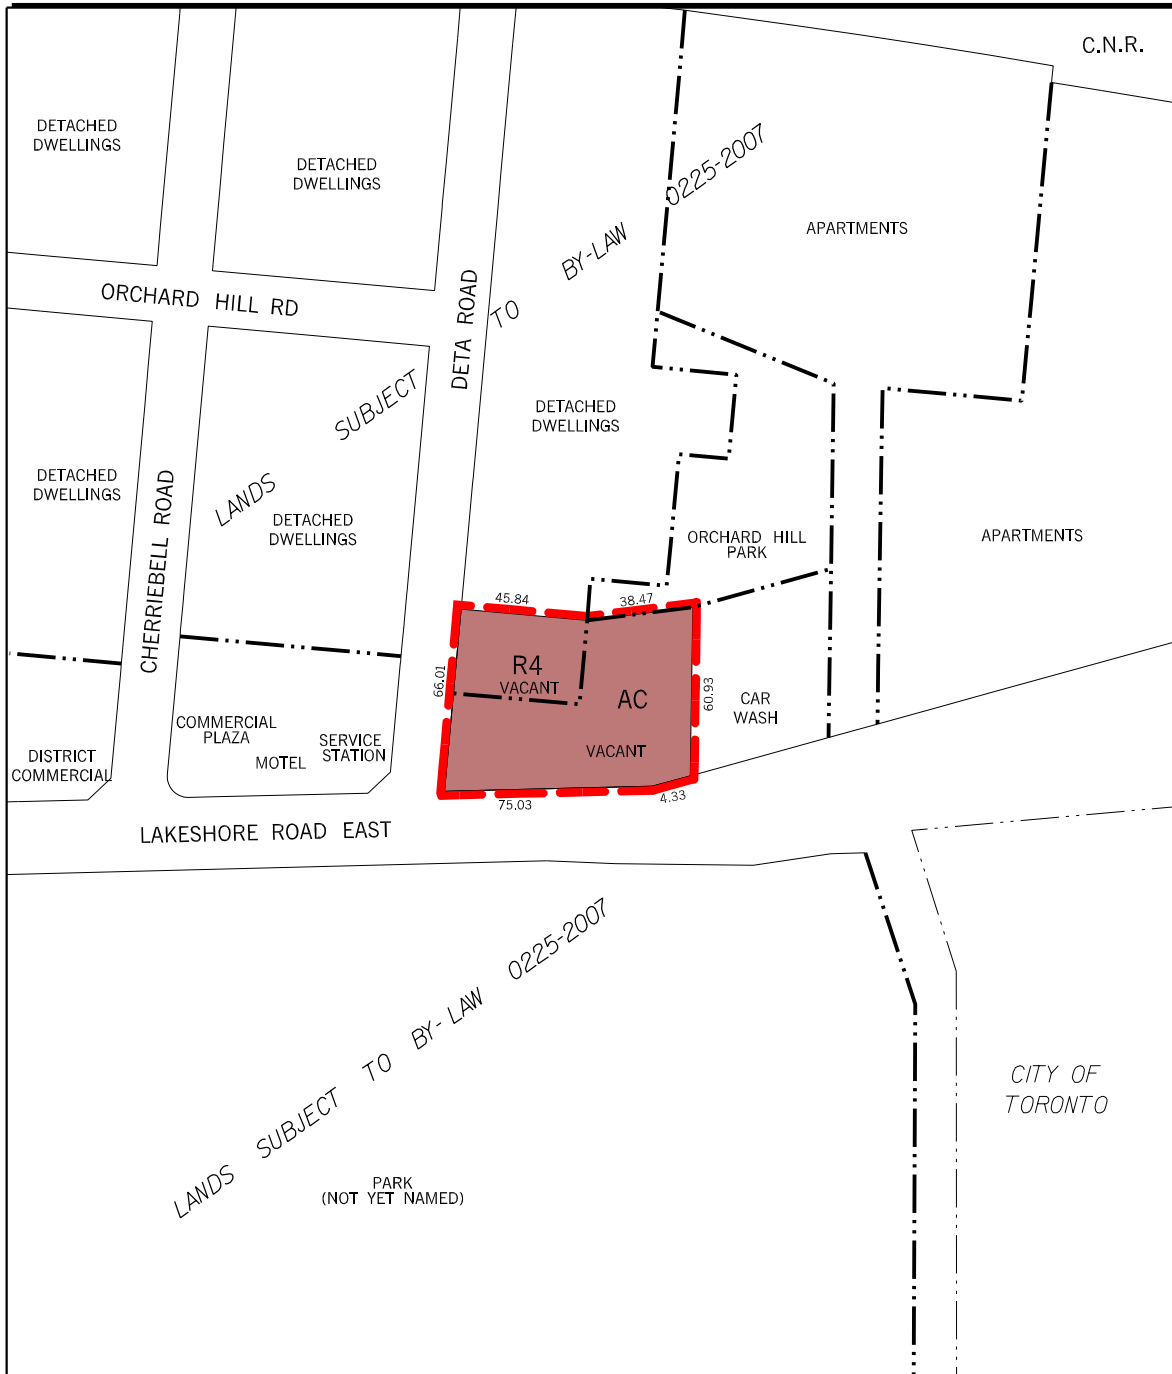 C.N.R.
DETACHED
DWELLINGS
DETACHED
DWELLINGS
APARTMENTS
LANDS SUBJECT TO BY-LAW 0225-2007
ORCHARD HILL RD
DETA ROAD
DETACHED
DWELLINGS
DETACHED
DWELLINGS
CHERRIEBELL ROAD
DETACHED
DWELLINGS
ORCHARD HILL
PARK
APARTMENTS
45.84
38.47
66.01
R4
VACANT
AC
VACANT
60.93
CAR
WASH
COMMERCIAL
PLAZA
MOTEL
SERVICE
STATION
DISTRICT
COMMERCIAL
75.03
4.33
LAKESHORE ROAD EAST
LANDS SUBJECT TO BY-LAW 0225-2007
CITY OF
TORONTO
PARK
(NOT YET NAMED)